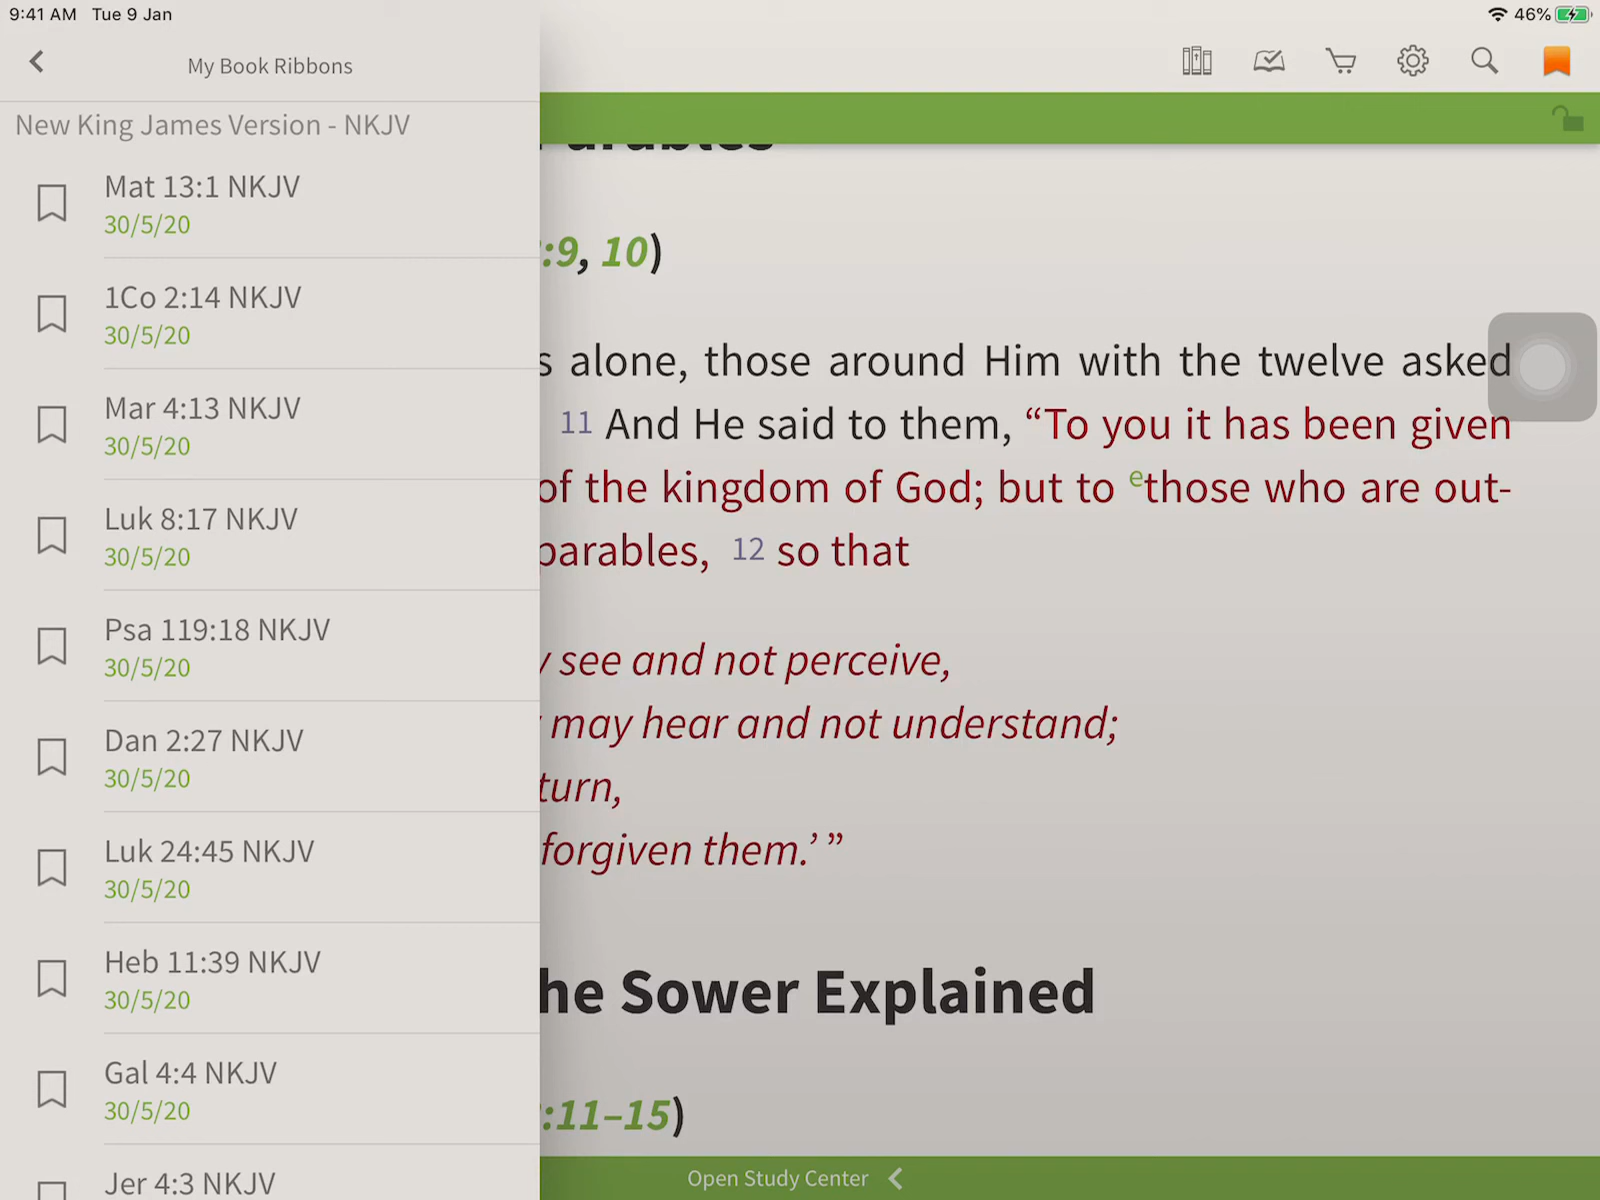 9:41 AM Tue 9 Jan
46%
My Book Ribbons
New King James Version - NKJV
Mat 13:1 NKJV
30/5/20
1Co 2:14 NKJV
30/5/20
Mar 4:13 NKJV
30/5/20
Luk 8:17 NKJV
30/5/20
Psa 119:18 NKJV
30/5/20
Dan 2:27 NKJV
30/5/20
Luk 24:45 NKJV
30/5/20
Heb 11:39 NKJV
30/5/20
Gal 4:4 NKJV
30/5/20
Jer 4:3 NKJV
:9, 10)
s alone, those around Him with the twelve asked
11 And He said to them, “To you it has been given
of the kingdom of God; but to ethose who are out-
parables, 12 so that
y see and not perceive,
may hear and not understand;
turn,
forgiven them.’ ”
he Sower Explained
:11–15)
Open Study Center